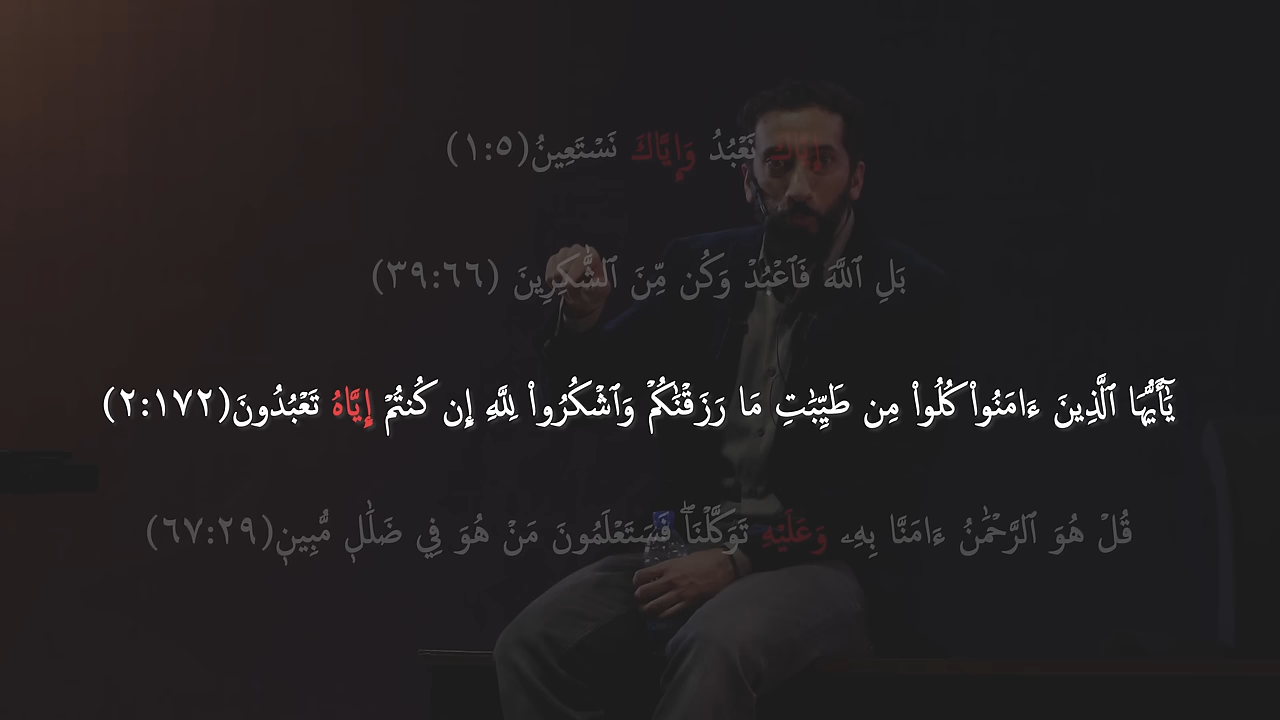 إِيَّاكَ نَعْبُدُ وَإِيَّاكَ نَسْتَعِينُ(١:٥)
بَلِ ٱللَّهَ فَٱعْبُدْ وَكُن مِّنَ ٱلشَّٰكِرِينَ (٣٩:٦٦)
يَٰٓأَيُّهَا ٱلَّذِينَ ءَامَنُوا۟ كُلُوا۟ مِن طَيِّبَٰتِ مَا رَزَقْنَٰكُمْ وَٱشْكُرُوا۟ لِلَّهِ إِن كُنتُمْ إِيَّاهُ تَعْبُدُونَ(٢:١٧٢)
قُلْ هُوَ ٱلرَّحْمَٰنُ ءَامَنَّا بِهِۦ وَعَلَيْهِ تَوَكَّلْنَا ۖ فَسَتَعْلَمُونَ مَنْ هُوَ فِي ضَلَٰلٍ مُّبِينٍ(٦٧:٢٩)